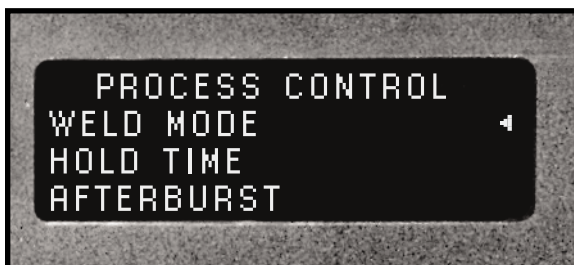 PROCESS CONTROL
WELD MODE
HOLD TIME
AFTERBURST